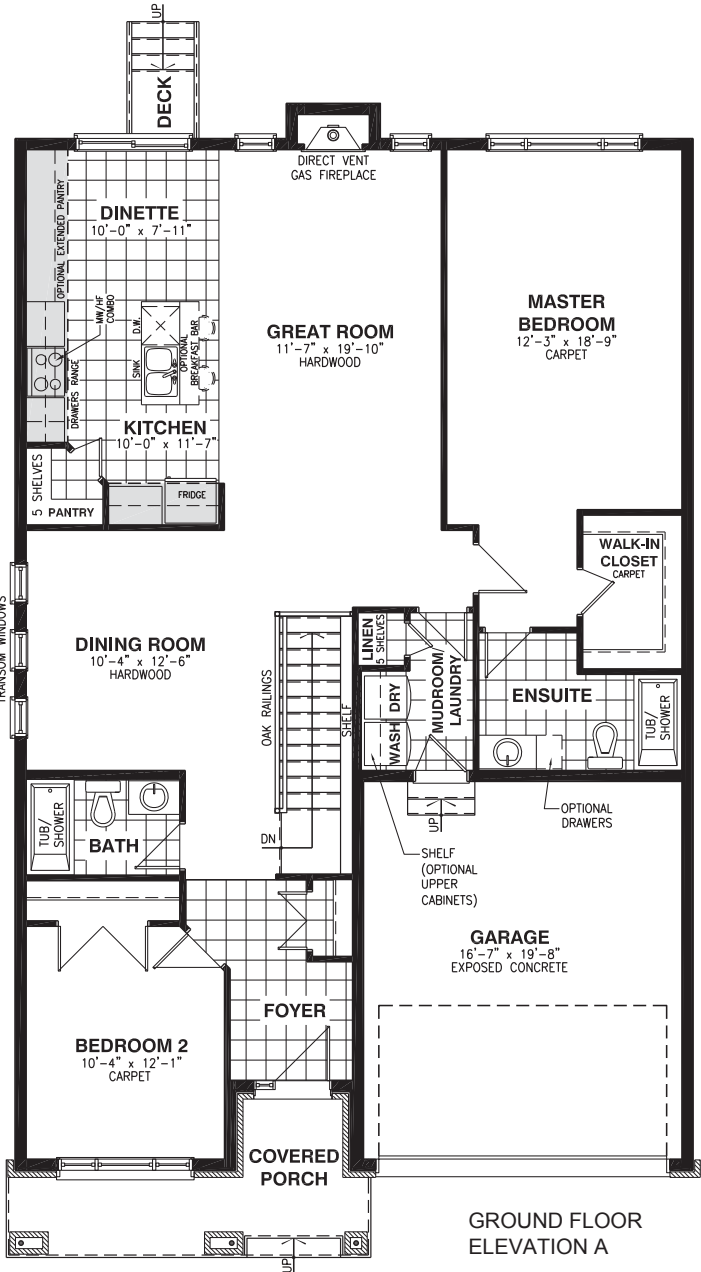 UP
DECK
DIRECT VENT
GAS FIREPLACE
DINETTE
10'-0" x 7'-11"
OPTIONAL EXTENDED PANTRY
MW/HF
COMBO
D.W.
SINK
OPTIONAL
BREAKFAST BAR
DRAWERS RANGE
GREAT ROOM
11'-7" x 19'-10"
HARDWOOD
MASTER
BEDROOM
12'-3" x 18'-9"
CARPET
KITCHEN
10'-0" x 11'-7"
5 SHELVES
PANTRY
FRIDGE
WALK-IN
CLOSET
CARPET
TRANSOM WINDOWS
DINING ROOM
10'-4" x 12'-6"
HARDWOOD
OAK RAILINGS
SHELF
LINEN
5 SHELVES
WASH DRY
MUDROOM
LAUNDRY
ENSUITE
TUB/
SHOWER
TUB/
SHOWER
BATH
DN
UP
OPTIONAL
DRAWERS
SHELF
(OPTIONAL
UPPER
CABINETS)
GARAGE
16'-7" x 19'-8"
EXPOSED CONCRETE
FOYER
BEDROOM 2
10'-4" x 12'-1"
CARPET
COVERED
PORCH
UP
GROUND FLOOR
ELEVATION A